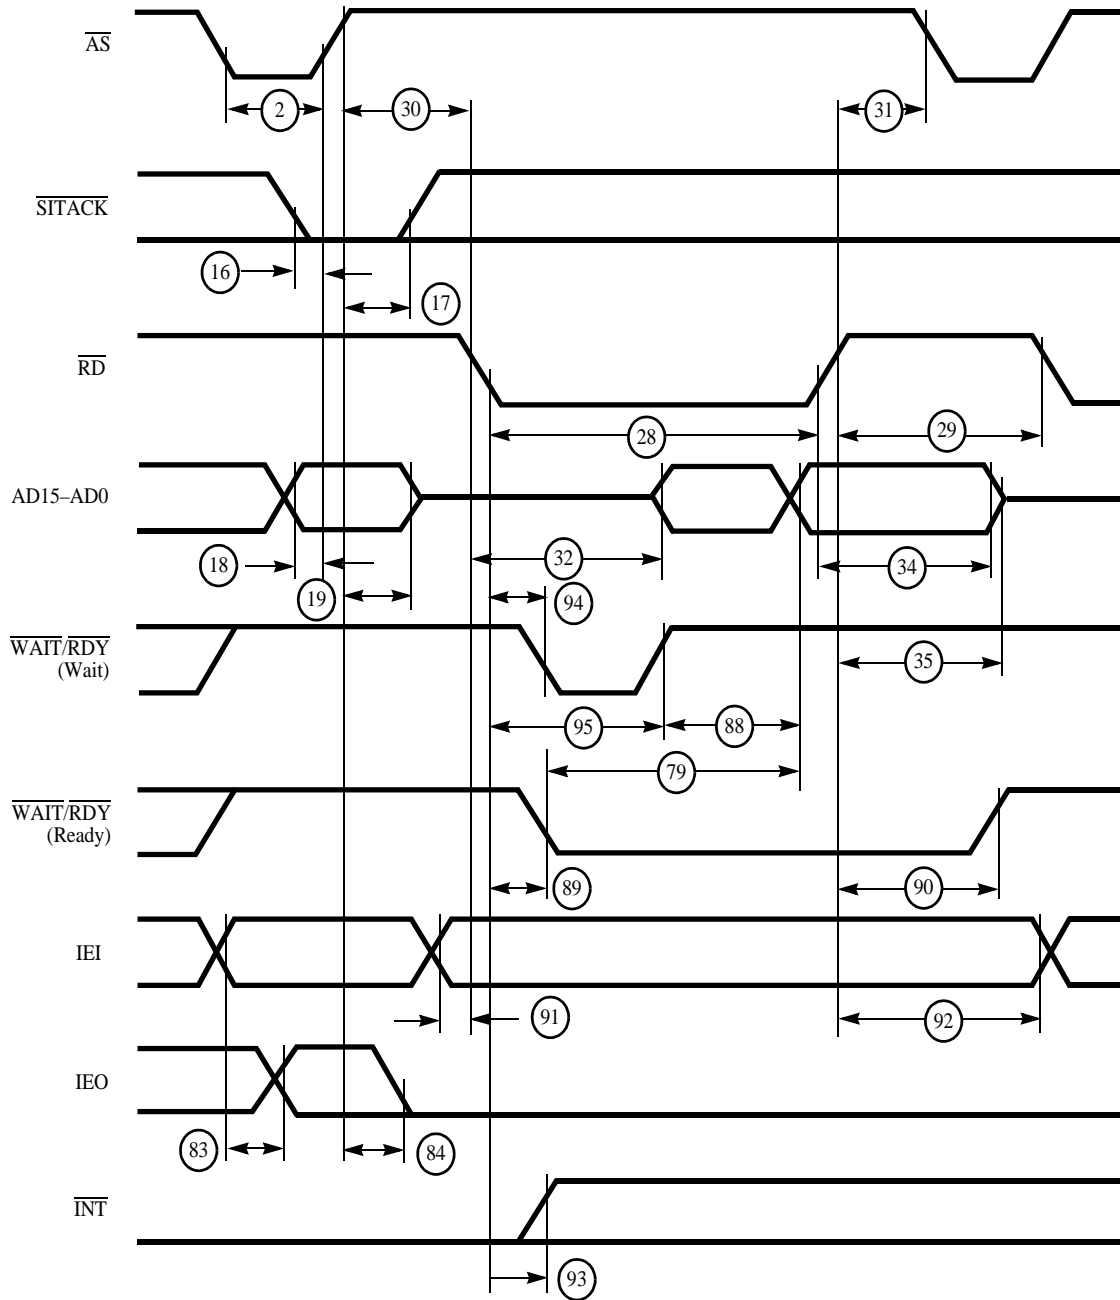 AS
2
30
31
SITACK
16
17
RD
28
29
AD15–AD0
18
32
34
19
94
WAIT/RDY
(Wait)
35
95
88
79
WAIT/RDY
(Ready)
89
90
IEI
91
92
IEO
83
84
INT
93